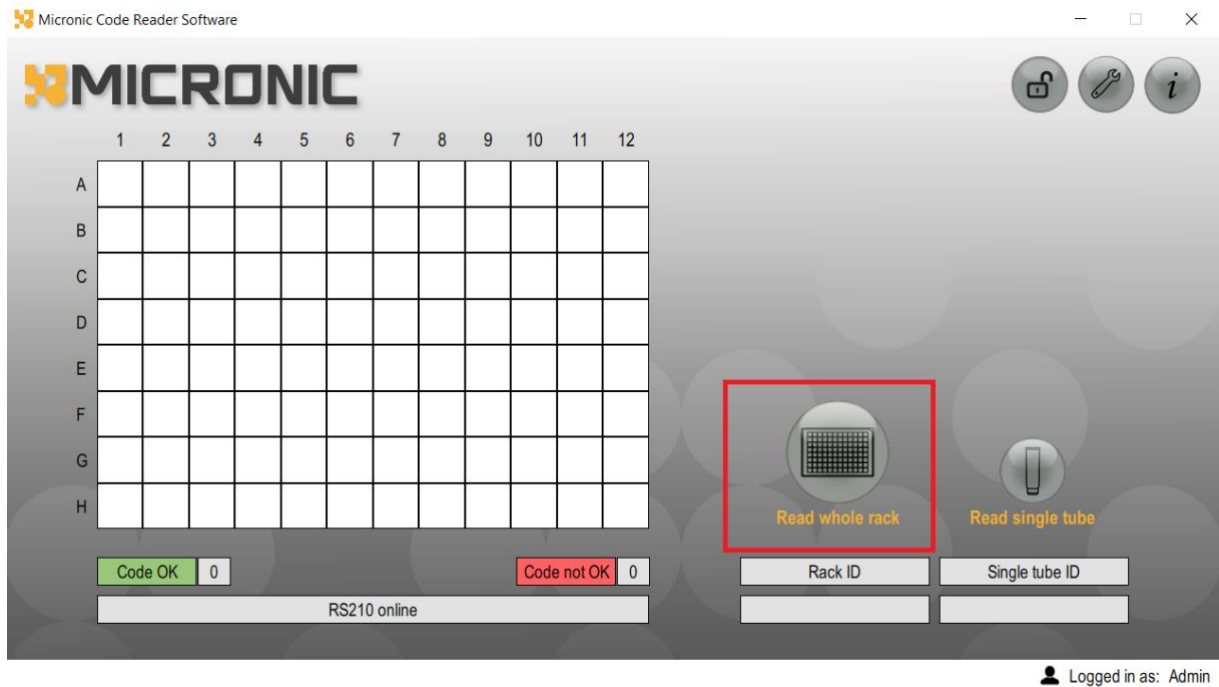 Micronic Code Reader Software
MICRONIC
i
1 2 3 4 5 6 7 8 9 10 11 12
A
B
C
D
E
F
G
H
Read whole rack
Read single tube
Code OK 0
Code not OK 0
Rack ID
Single tube ID
RS210 online
Logged in as: Admin